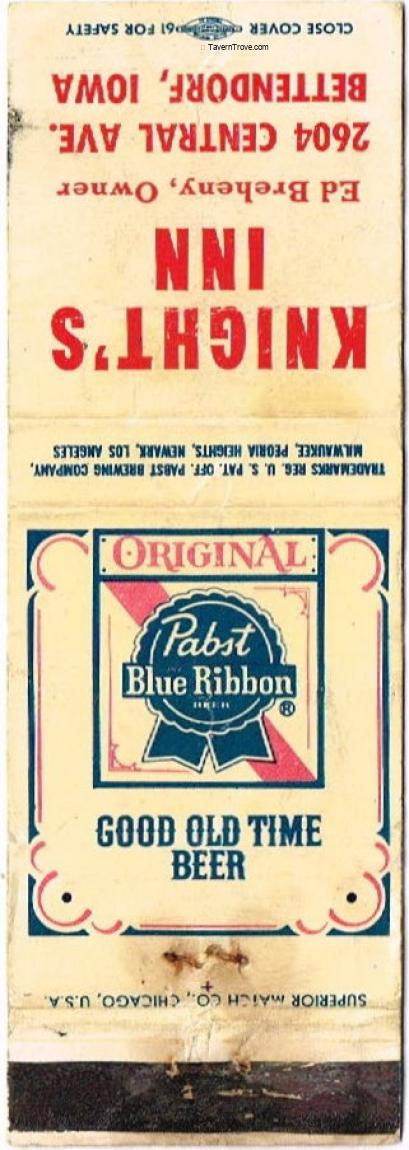 CLOSE COVER FOR SAFETY 61
© TavernTrove.com
KNIGHT'S
INN
Ed Breheny, Owner
2604 CENTRAL AVE.
BETTENDORF, IOWA
TRADEMARKS REG. U. S. PAT. OFF. PABST BREWING COMPANY,
MILWAUKEE, PEORIA HEIGHTS, NEWARK, LOS ANGELES
ORIGINAL
Pabst
Blue Ribbon
BEER
®
GOOD OLD TIME
BEER
SUPERIOR MATCH CO., CHICAGO, U.S.A.